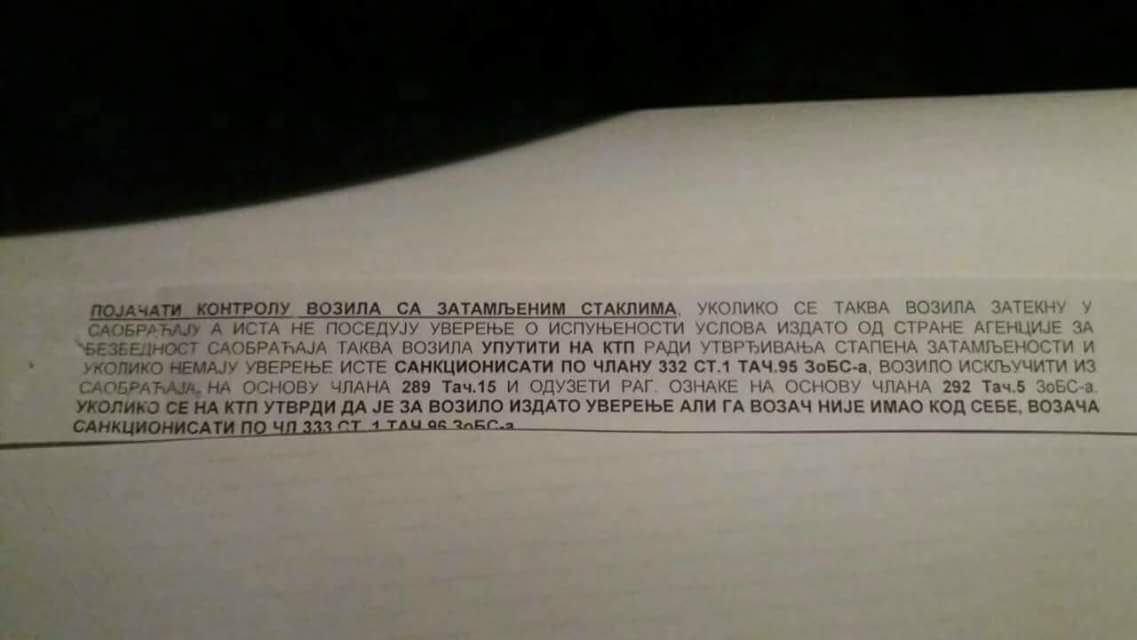 ПОЈАЧАТИ КОНТРОЛУ ВОЗИЛА СА ЗАТАМЉЕНИМ СТАКЛИМА, УКОЛИКО СЕ ТАКВА ВОЗИЛА ЗАТЕКНУ У
САОБРАЋАЈУ А ИСТА НЕ ПОСЕДУЈУ УВЕРЕЊЕ О ИСПУЊЕНОСТИ УСЛОВА ИЗДАТО ОД СТРАНЕ АГЕНЦИЈЕ ЗА
БЕЗБЕДНОСТ САОБРАЋАЈА ТАКВА ВОЗИЛА УПУТИТИ НА КТП РАДИ УТВРЂИВАЊА СТАПЕНА ЗАТАМЉЕНОСТИ И
УКОЛИКО НЕМАЈУ УВЕРЕЊЕ ИСТЕ САНКЦИОНИСАТИ ПО ЧЛАНУ 332 СТ.1 ТАЧ.95 ЗоБС-а, ВОЗИЛО ИСКЉУЧИТИ ИЗ
САОБРАЋАЈА, НА ОСНОВУ ЧЛАНА 289 Тач.15 И ОДУЗЕТИ РАГ. ОЗНАКЕ НА ОСНОВУ ЧЛАНА 292 Тач.5 ЗоБС-а.
УКОЛИКО СЕ НА КТП УТВРДИ ДА ЈЕ ЗА ВОЗИЛО ИЗДАТО УВЕРЕЊЕ АЛИ ГА ВОЗАЧ НИЈЕ ИМАО КОД СЕБЕ, ВОЗАЧА
САНКЦИОНИСАТИ ПО ЧЛ 333 СТ. 1 ТАЧ 96 ЗоБС-а